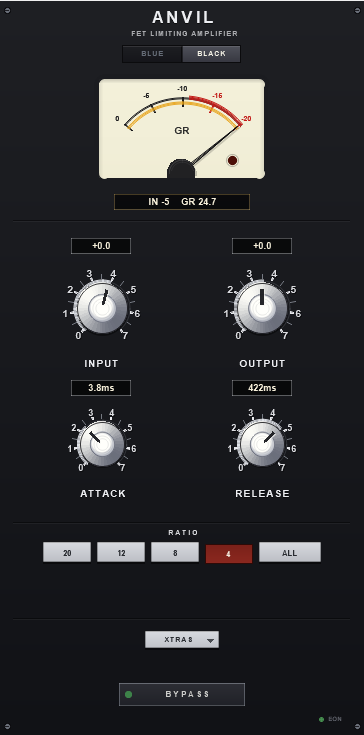 ANVIL
FET LIMITING AMPLIFIER
BLUE BLACK
0 -5 -10 -15 -20
GR
IN -5 GR 24.7
+0.0 +0.0
0 1 2 3 4 5 6 7
0 1 2 3 4 5 6 7
INPUT OUTPUT
3.8ms 422ms
0 1 2 3 4 5 6 7
0 1 2 3 4 5 6 7
ATTACK RELEASE
RATIO
20 12 8 4 ALL
XTRAS
BYPASS
EON